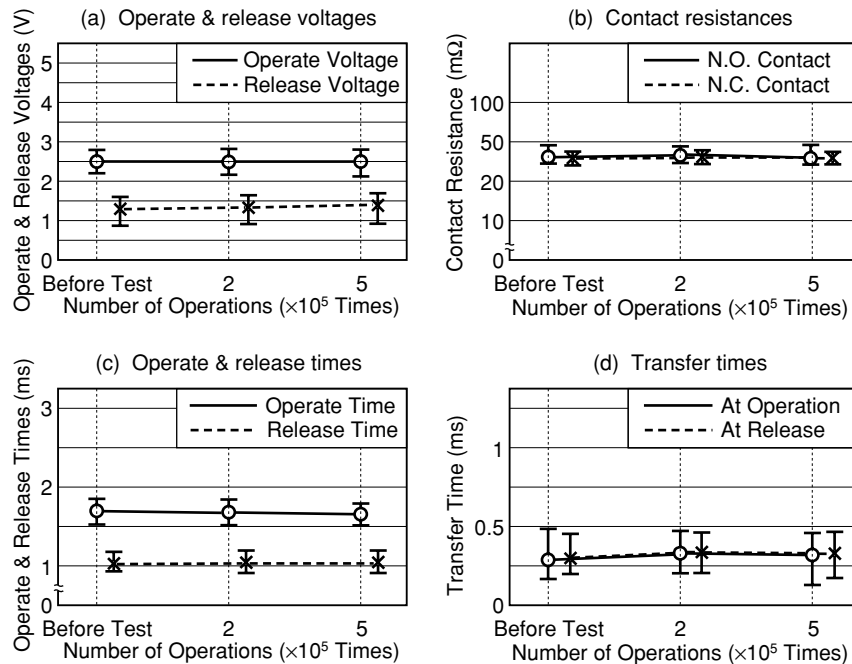 (a) Operate & release voltages
Operate & Release Voltages (V)
5
4
3
2
1
0
Operate Voltage
Release Voltage
Before Test 2 5
Number of Operations (×10⁵ Times)
(b) Contact resistances
Contact Resistance (mΩ)
100
50
20
10
0
N.O. Contact
N.C. Contact
Before Test 2 5
Number of Operations (×10⁵ Times)
(c) Operate & release times
Operate & Release Times (ms)
3
2
1
0
Operate Time
Release Time
Before Test 2 5
Number of Operations (×10⁵ Times)
(d) Transfer times
Transfer Time (ms)
1
0.5
0
At Operation
At Release
Before Test 2 5
Number of Operations (×10⁵ Times)